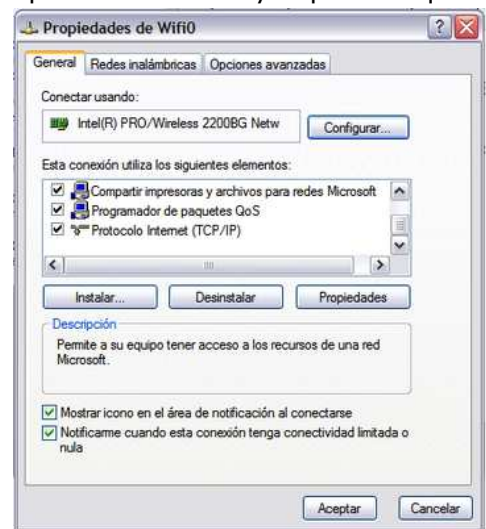 Propiedades de Wifi0
General Redes inalámbricas Opciones avanzadas
Conectar usando:
Intel(R) PRO/Wireless 2200BG Netw Configurar...
Esta conexión utiliza los siguientes elementos:
Compartir impresoras y archivos para redes Microsoft
Programador de paquetes QoS
Protocolo Internet (TCP/IP)
Instalar... Desinstalar Propiedades
Descripción
Permite a su equipo tener acceso a los recursos de una red
Microsoft.
Mostrar icono en el área de notificación al conectarse
Notificarme cuando esta conexión tenga conectividad limitada o
nula
Aceptar Cancelar